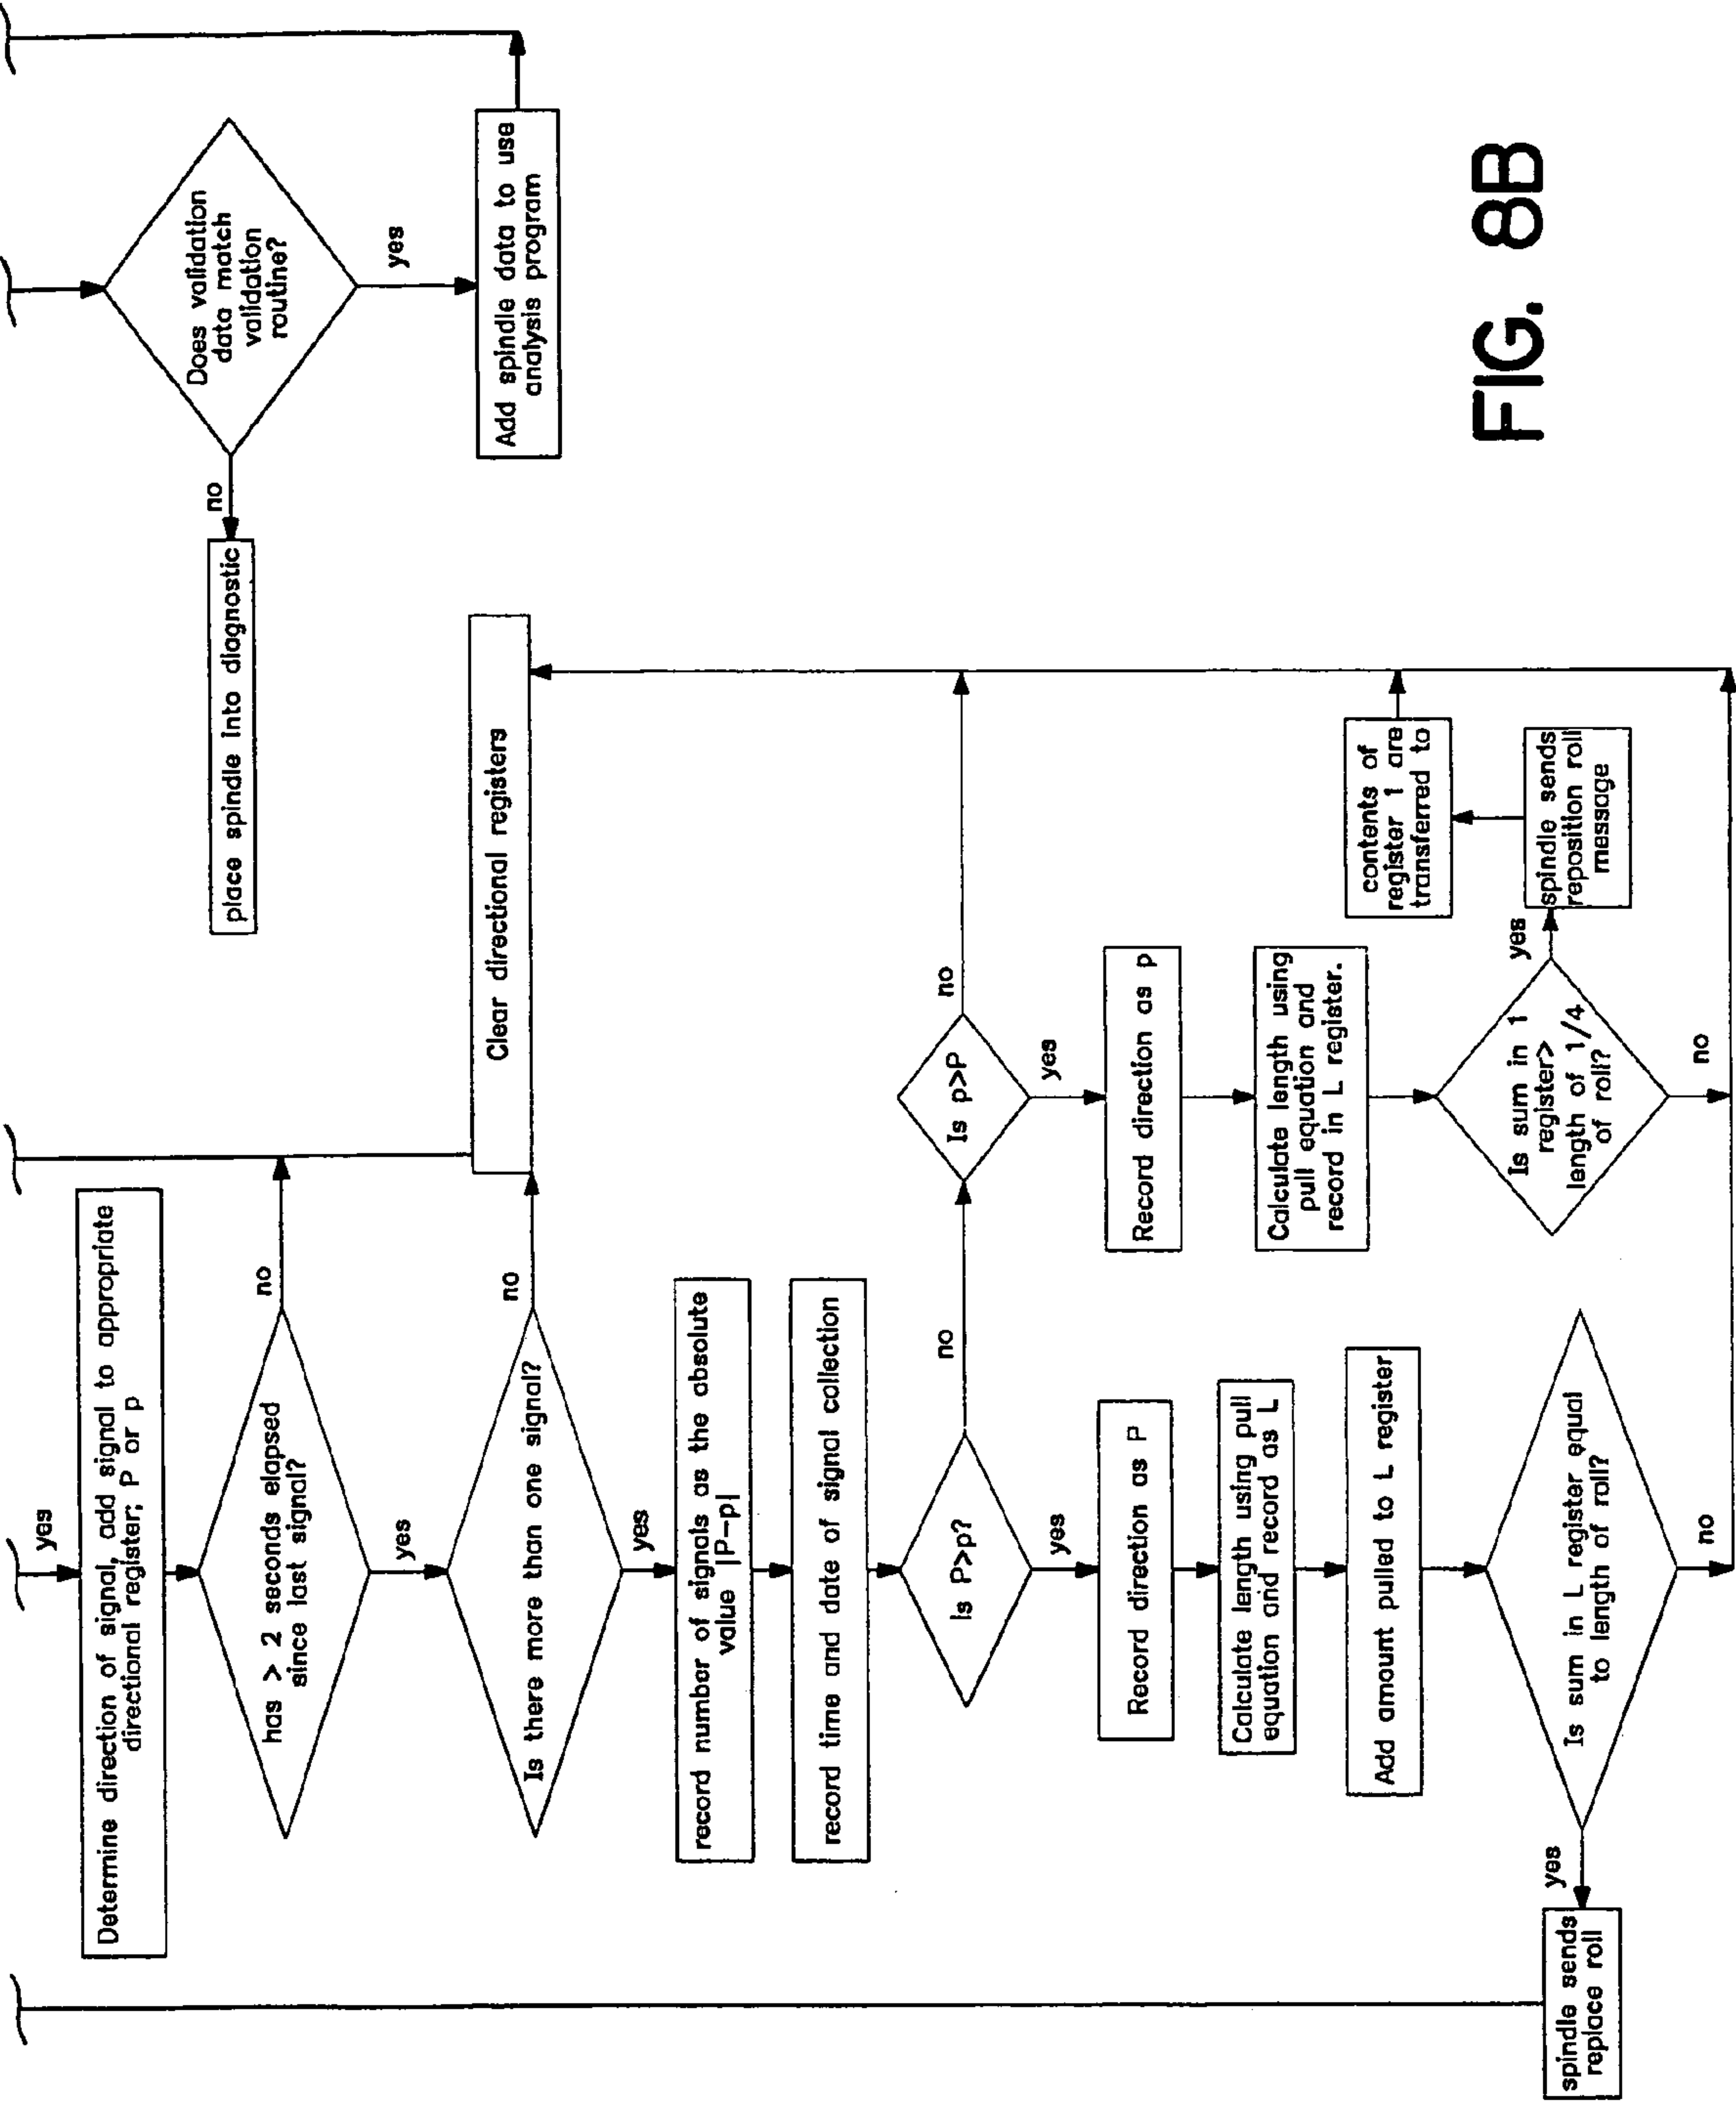 yes
Determine direction of signal, add signal to appropriate
directional register; P or p
has > 2 seconds elapsed
since last signal?
no
yes
Is there more than one signal?
no
Clear directional registers
yes
record number of signals as the absolute
value |P-p|
record time and date of signal collection
Is P>p?
no
Is p>P
no
yes
Record direction as P
Calculate length using pull
equation and record as L
Add amount pulled to L register
Is sum in L register equal
to length of roll?
yes
spindle sends
replace roll
no
yes
Record direction as p
Calculate length using
pull equation and
record in L register.
Is sum in 1
register>
length of 1/4
of roll?
yes
spindle sends
reposition roll
message
contents of
register 1 are
transferred to
no
Does validation
data match
validation
routine?
no
place spindle into diagnostic
yes
Add spindle data to use
analysis program
FIG. 8B